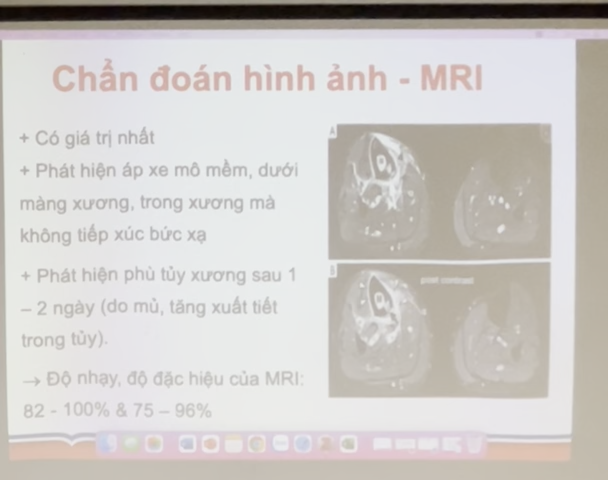 Chẩn đoán hình ảnh - MRI
+ Có giá trị nhất
+ Phát hiện áp xe mô mềm, dưới
màng xương, trong xương mà
không tiếp xúc bức xạ
+ Phát hiện phù tủy xương sau 1
– 2 ngày (do mủ, tăng xuất tiết
trong tủy).
→ Độ nhạy, độ đặc hiệu của MRI:
82 - 100% & 75 – 96%
A
B
post contrast